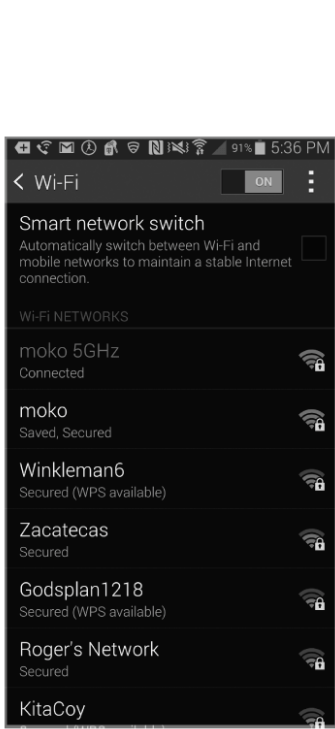 91% 5:36 PM
Wi-Fi ON
Smart network switch
Automatically switch between Wi-Fi and
mobile networks to maintain a stable Internet
connection.
Wi-Fi NETWORKS
moko 5GHz
Connected
moko
Saved, Secured
Winkleman6
Secured (WPS available)
Zacatecas
Secured
Godsplan1218
Secured (WPS available)
Roger's Network
Secured
KitaCoy